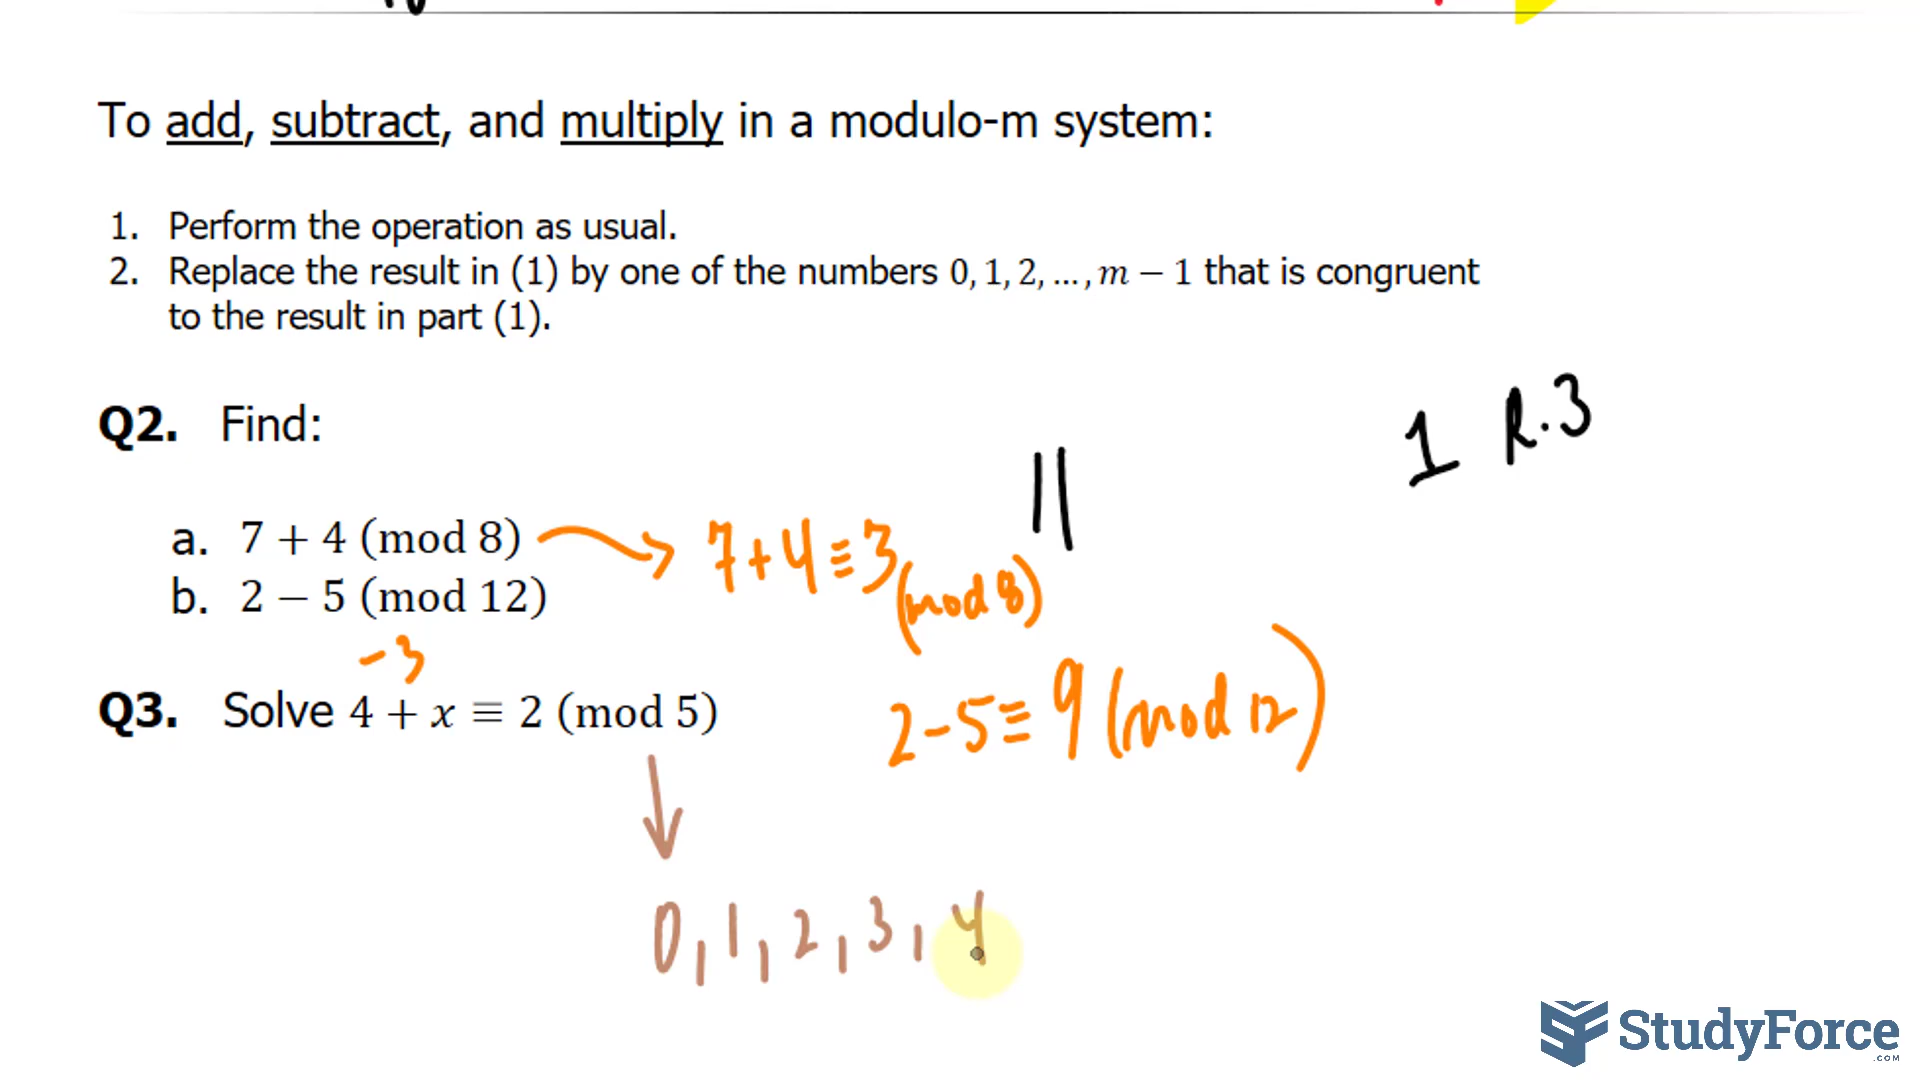 To add, subtract, and multiply in a modulo-m system:
1. Perform the operation as usual.
2. Replace the result in (1) by one of the numbers 0, 1, 2, ..., m − 1 that is congruent
to the result in part (1).
Q2. Find:
11
1 R.3
a. 7 + 4 (mod 8)
7+4≡3 (mod 8)
b. 2 − 5 (mod 12)
-3
Q3. Solve 4 + x ≡ 2 (mod 5)
2-5≡9 (mod 12)
0, 1, 2, 3, 4
StudyForce
.COM